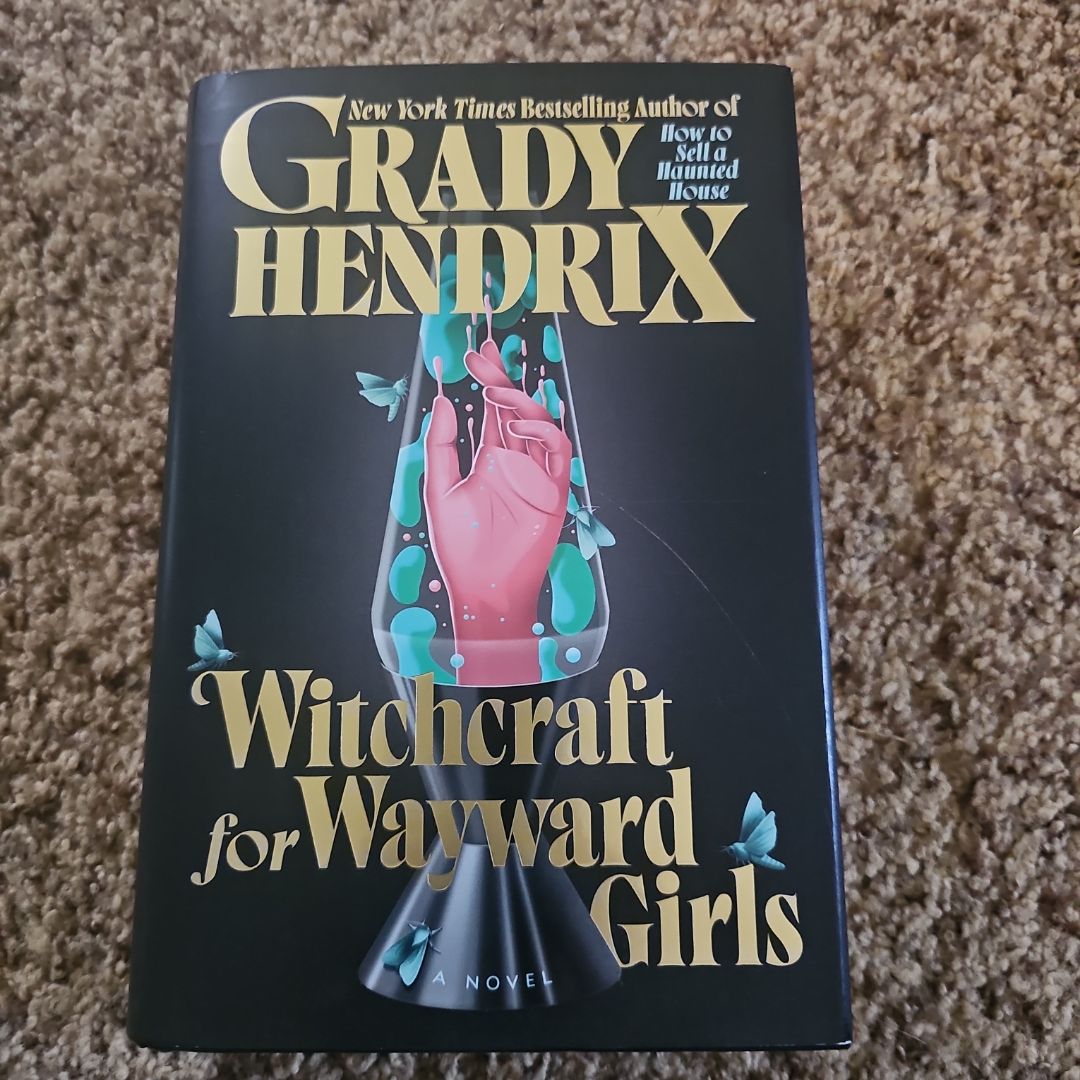 New York Times Bestselling Author of
How to
Sell a
Haunted
House
GRADY
HENDRIX
Witchcraft
for Wayward
Girls
A NOVEL